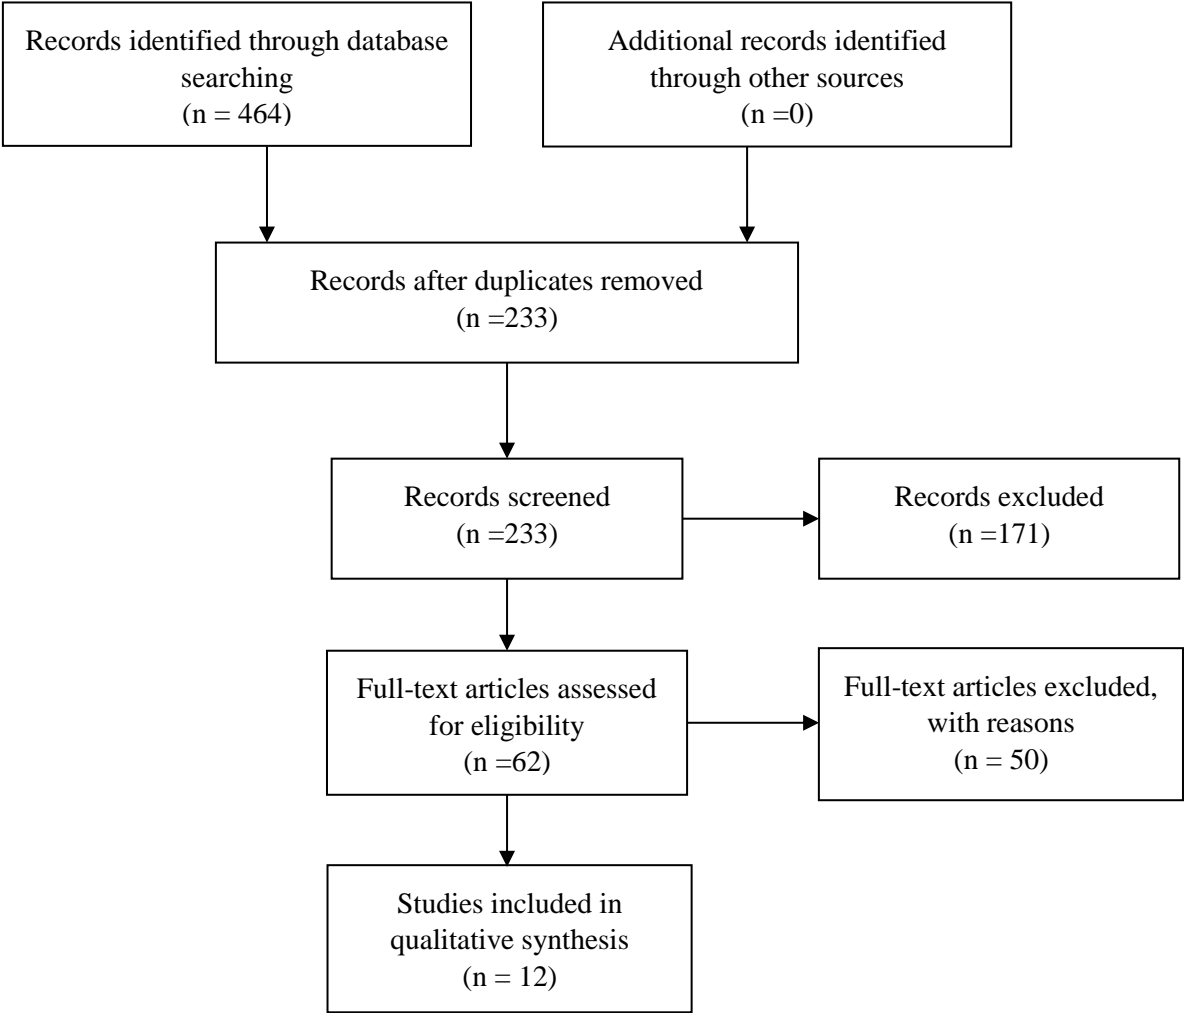 Records identified through database
searching
(n = 464)
Additional records identified
through other sources
(n =0)
Records after duplicates removed
(n =233)
Records screened
(n =233)
Records excluded
(n =171)
Full-text articles assessed
for eligibility
(n =62)
Full-text articles excluded,
with reasons
(n = 50)
Studies included in
qualitative synthesis
(n = 12)